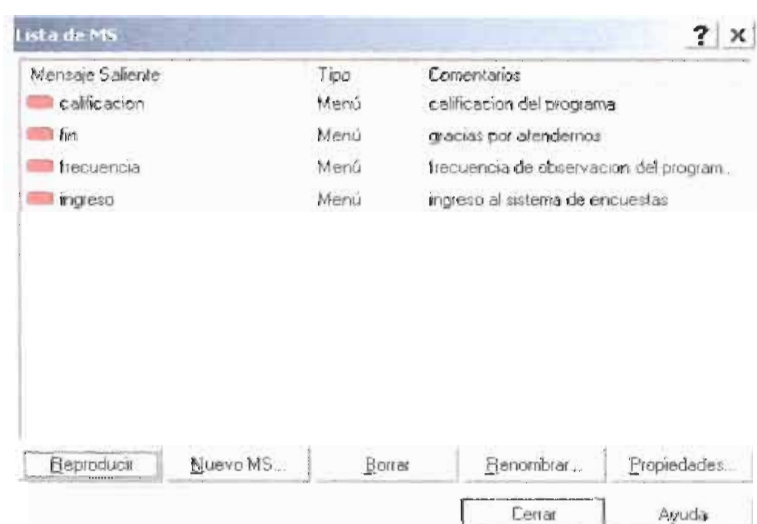 Lista de MS
Mensaje Saliente Tipo Comentarios
calificacion Menú calificacion del programa
fin Menú gracias por atendernos
frecuencia Menú frecuencia de observacion del program..
ingreso Menú ingreso al sistema de encuestas
Reproducir Nuevo MS... Borrar Renombrar... Propiedades...
Cerrar Ayuda